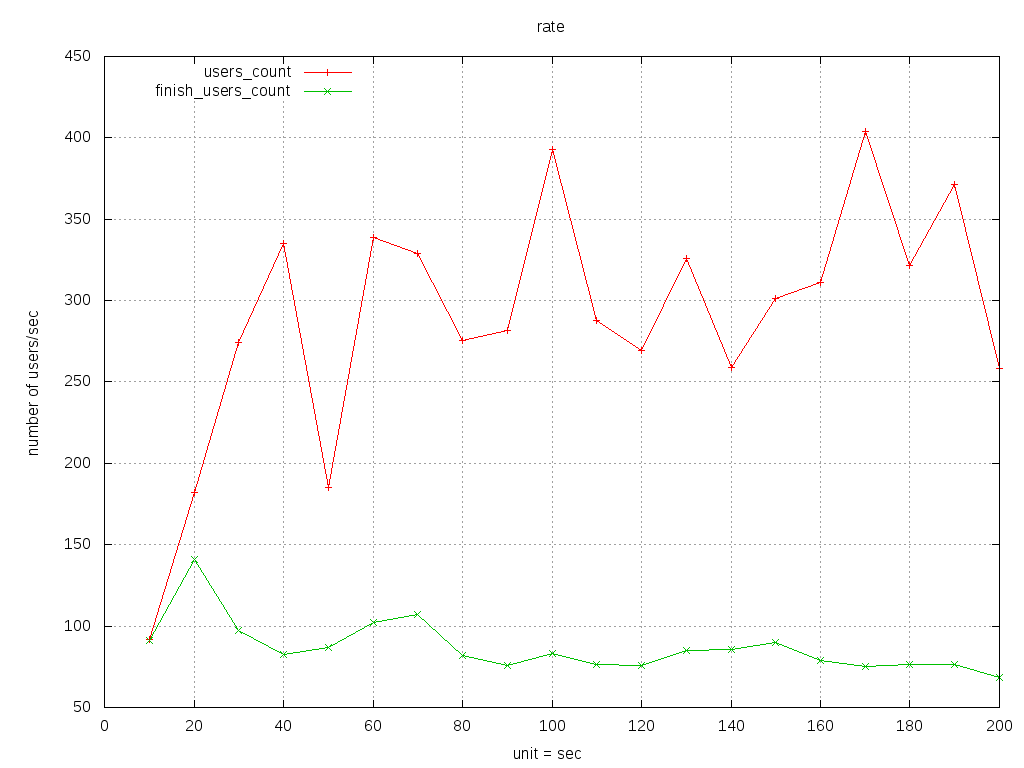 rate
450
400
350
300
250
200
150
100
50
users_count
finish_users_count
number of users/sec
0 20 40 60 80 100 120 140 160 180 200
unit = sec